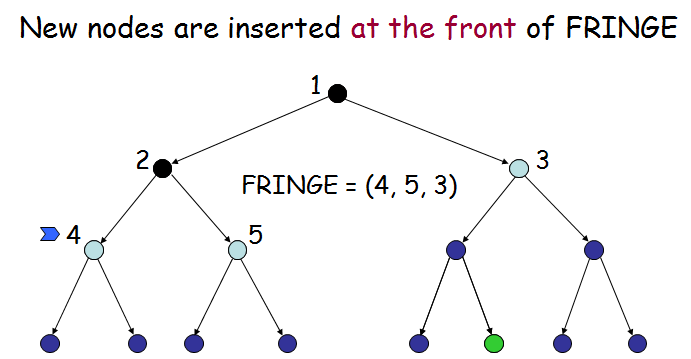 New nodes are inserted at the front of FRINGE
1
2
3
FRINGE = (4, 5, 3)
4
5